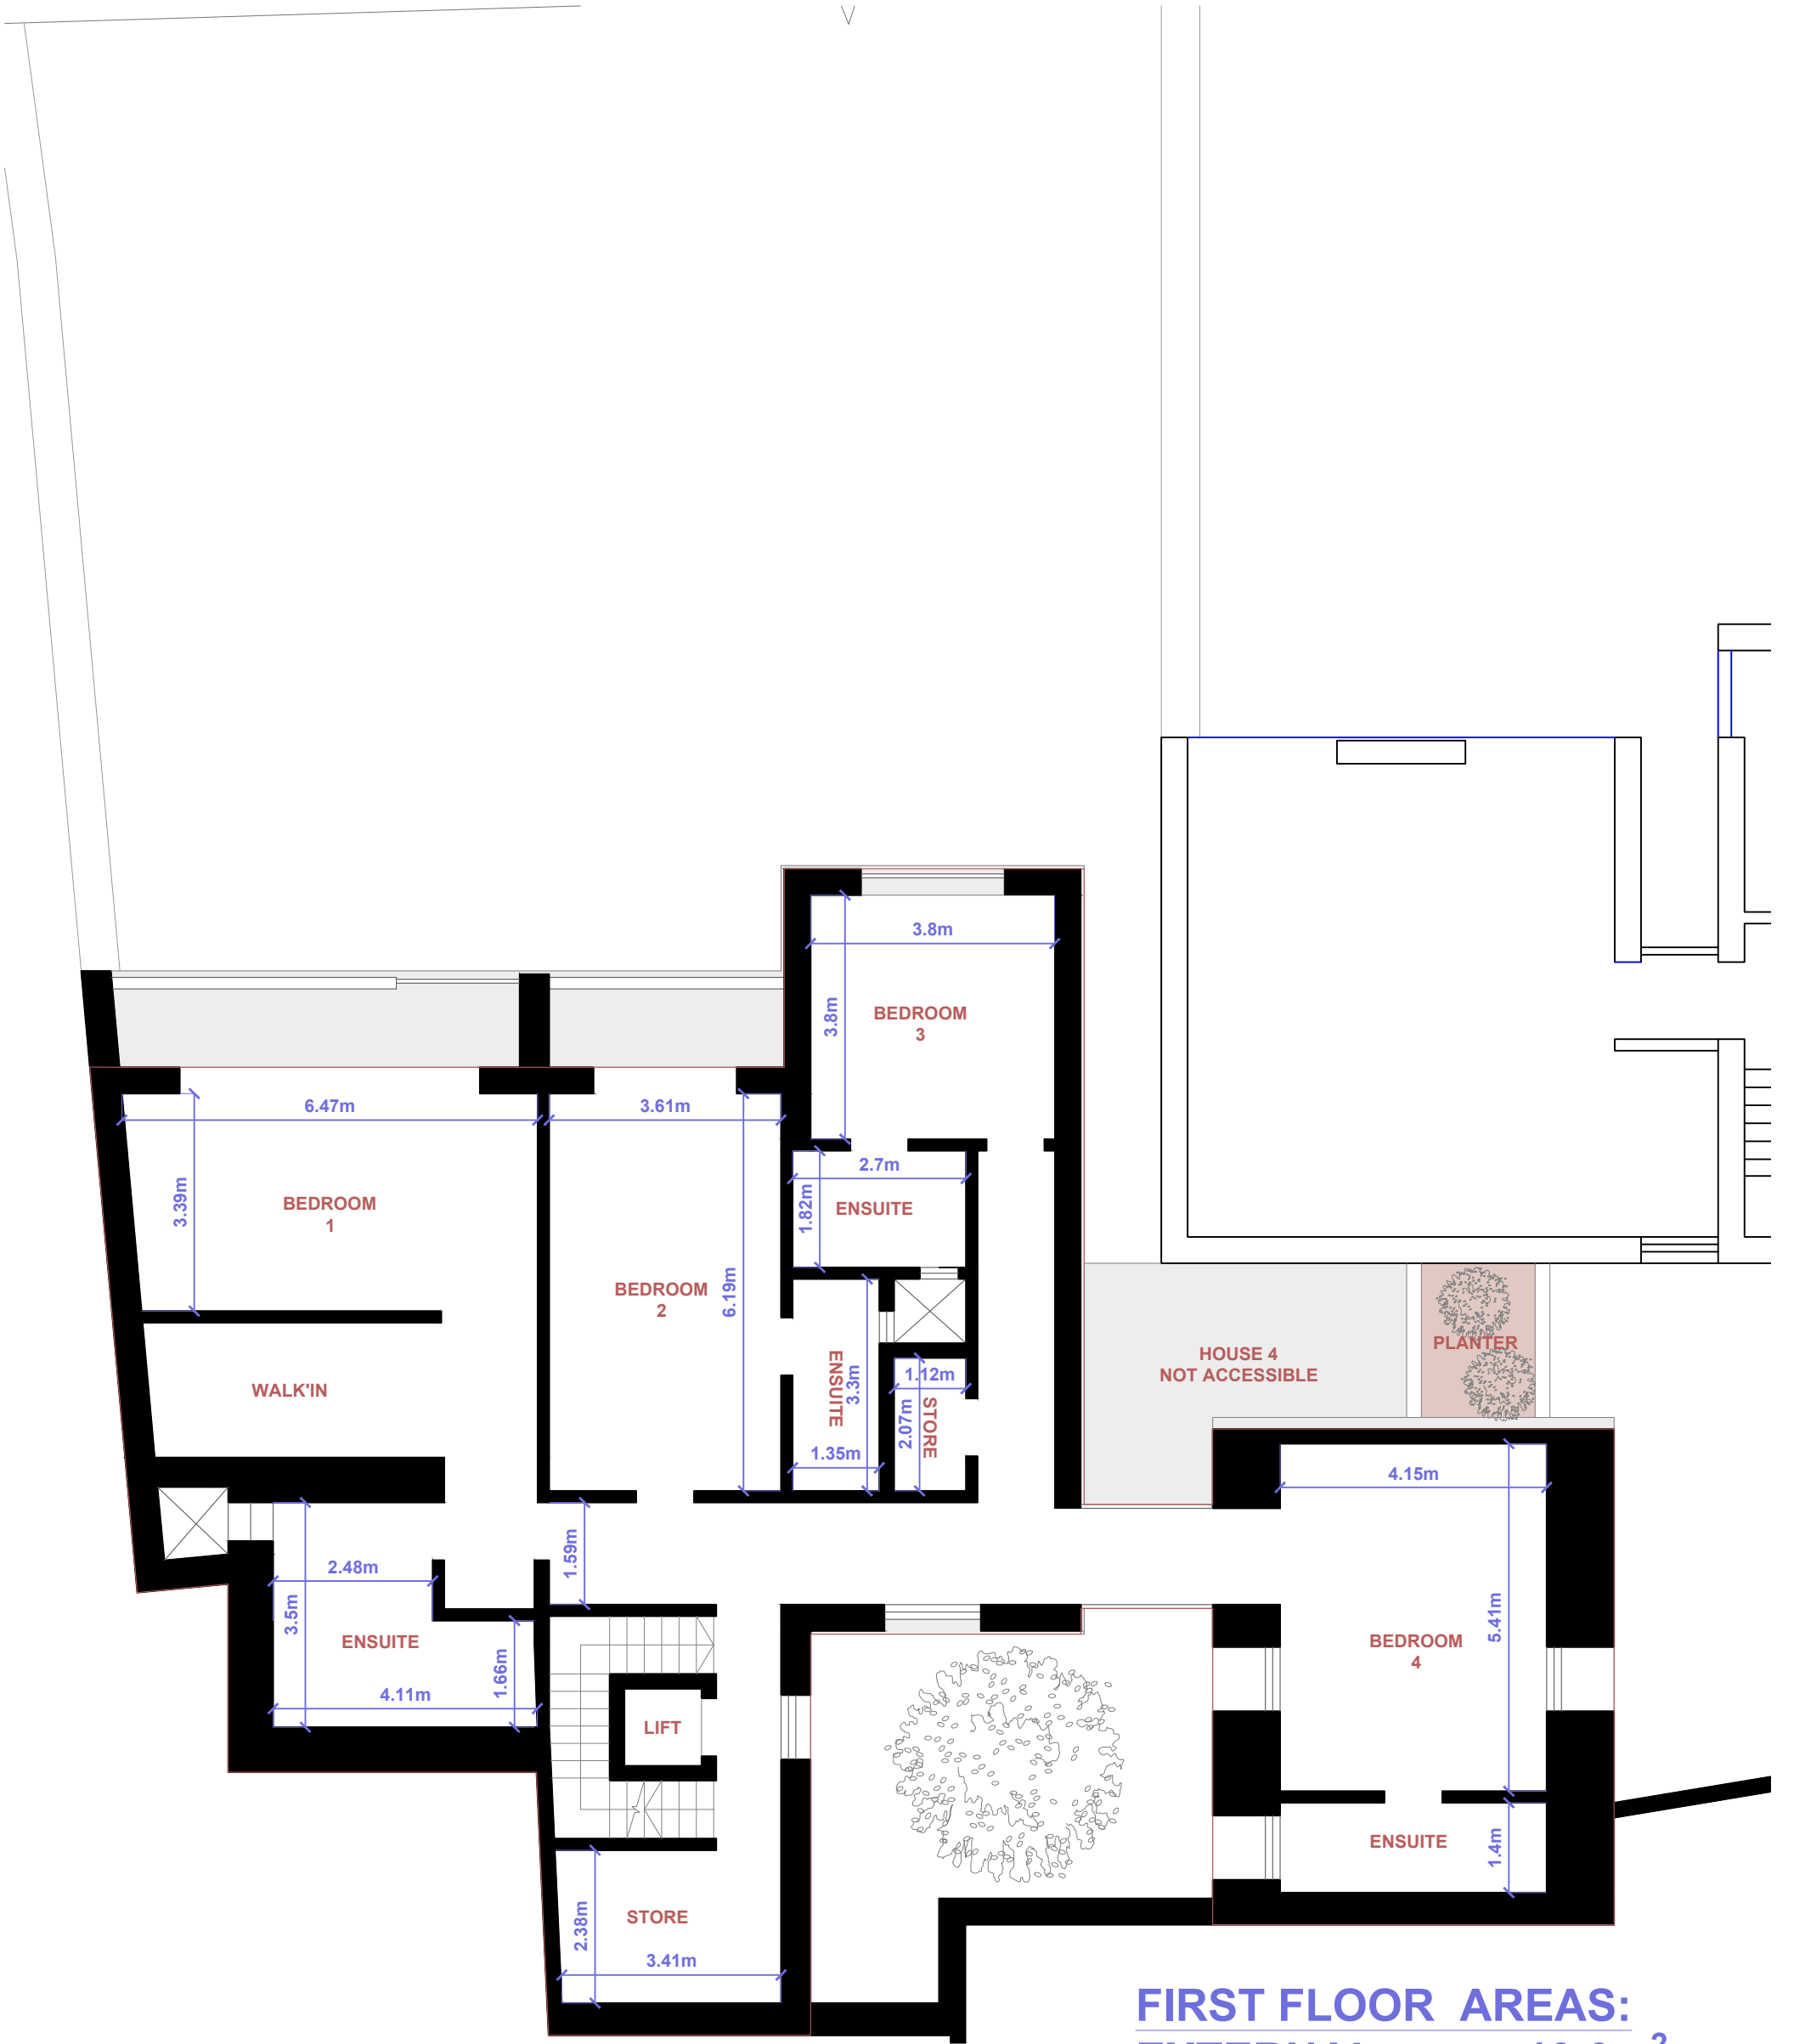 3.8m
3.8m
BEDROOM
3
6.47m
3.61m
3.39m
BEDROOM
1
2.7m
1.82m
ENSUITE
BEDROOM
2
6.19m
ENSUITE
3.3m
1.35m
1.12m
2.07m
STORE
WALK'IN
HOUSE 4
NOT ACCESSIBLE
PLANTER
4.15m
5.41m
BEDROOM
4
1.59m
2.48m
3.5m
ENSUITE
1.66m
4.11m
LIFT
ENSUITE
1.4m
STORE
2.38m
3.41m
FIRST FLOOR AREAS: